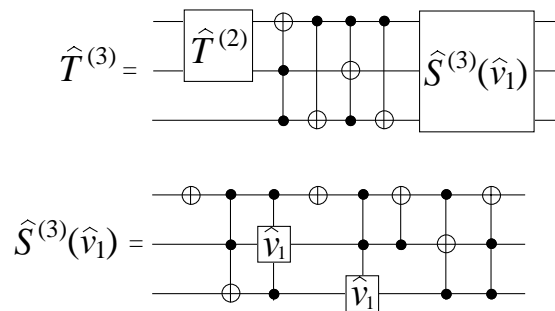 T̂⁽³⁾ = T̂⁽²⁾ Ŝ⁽³⁾(v̂₁)
Ŝ⁽³⁾(v̂₁) = v̂₁
v̂₁